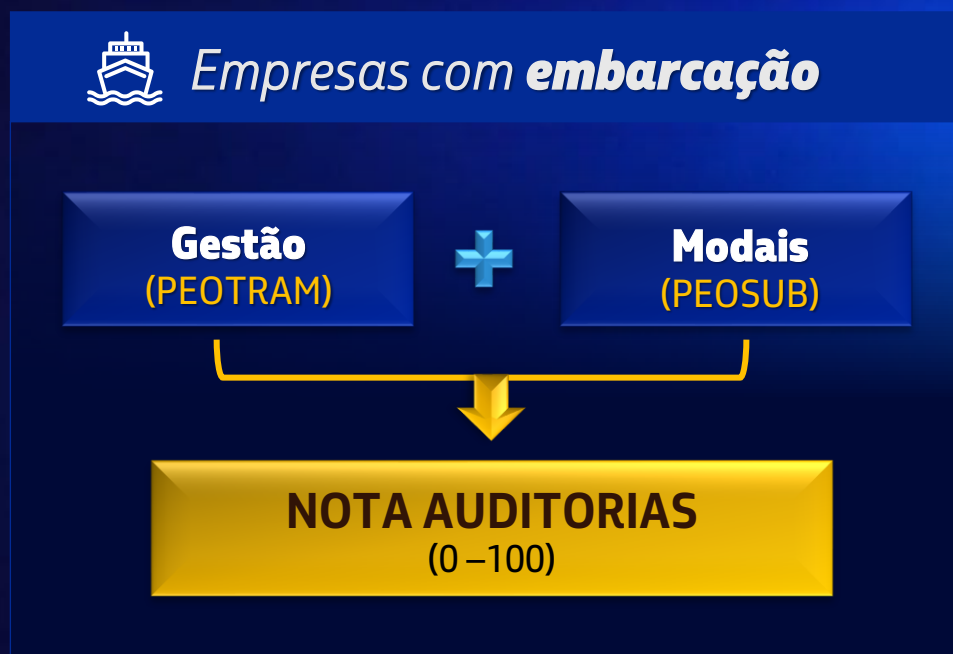 Empresas com embarcação
Gestão
(PEOTRAM)
Modais
(PEOSUB)
NOTA AUDITORIAS
(0 –100)